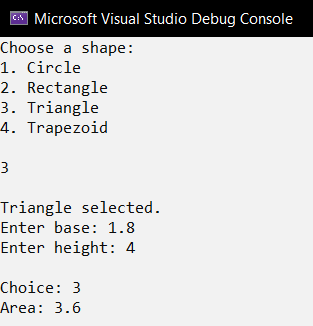 Microsoft Visual Studio Debug Console
Choose a shape:
1. Circle
2. Rectangle
3. Triangle
4. Trapezoid
3
Triangle selected.
Enter base: 1.8
Enter height: 4
Choice: 3
Area: 3.6